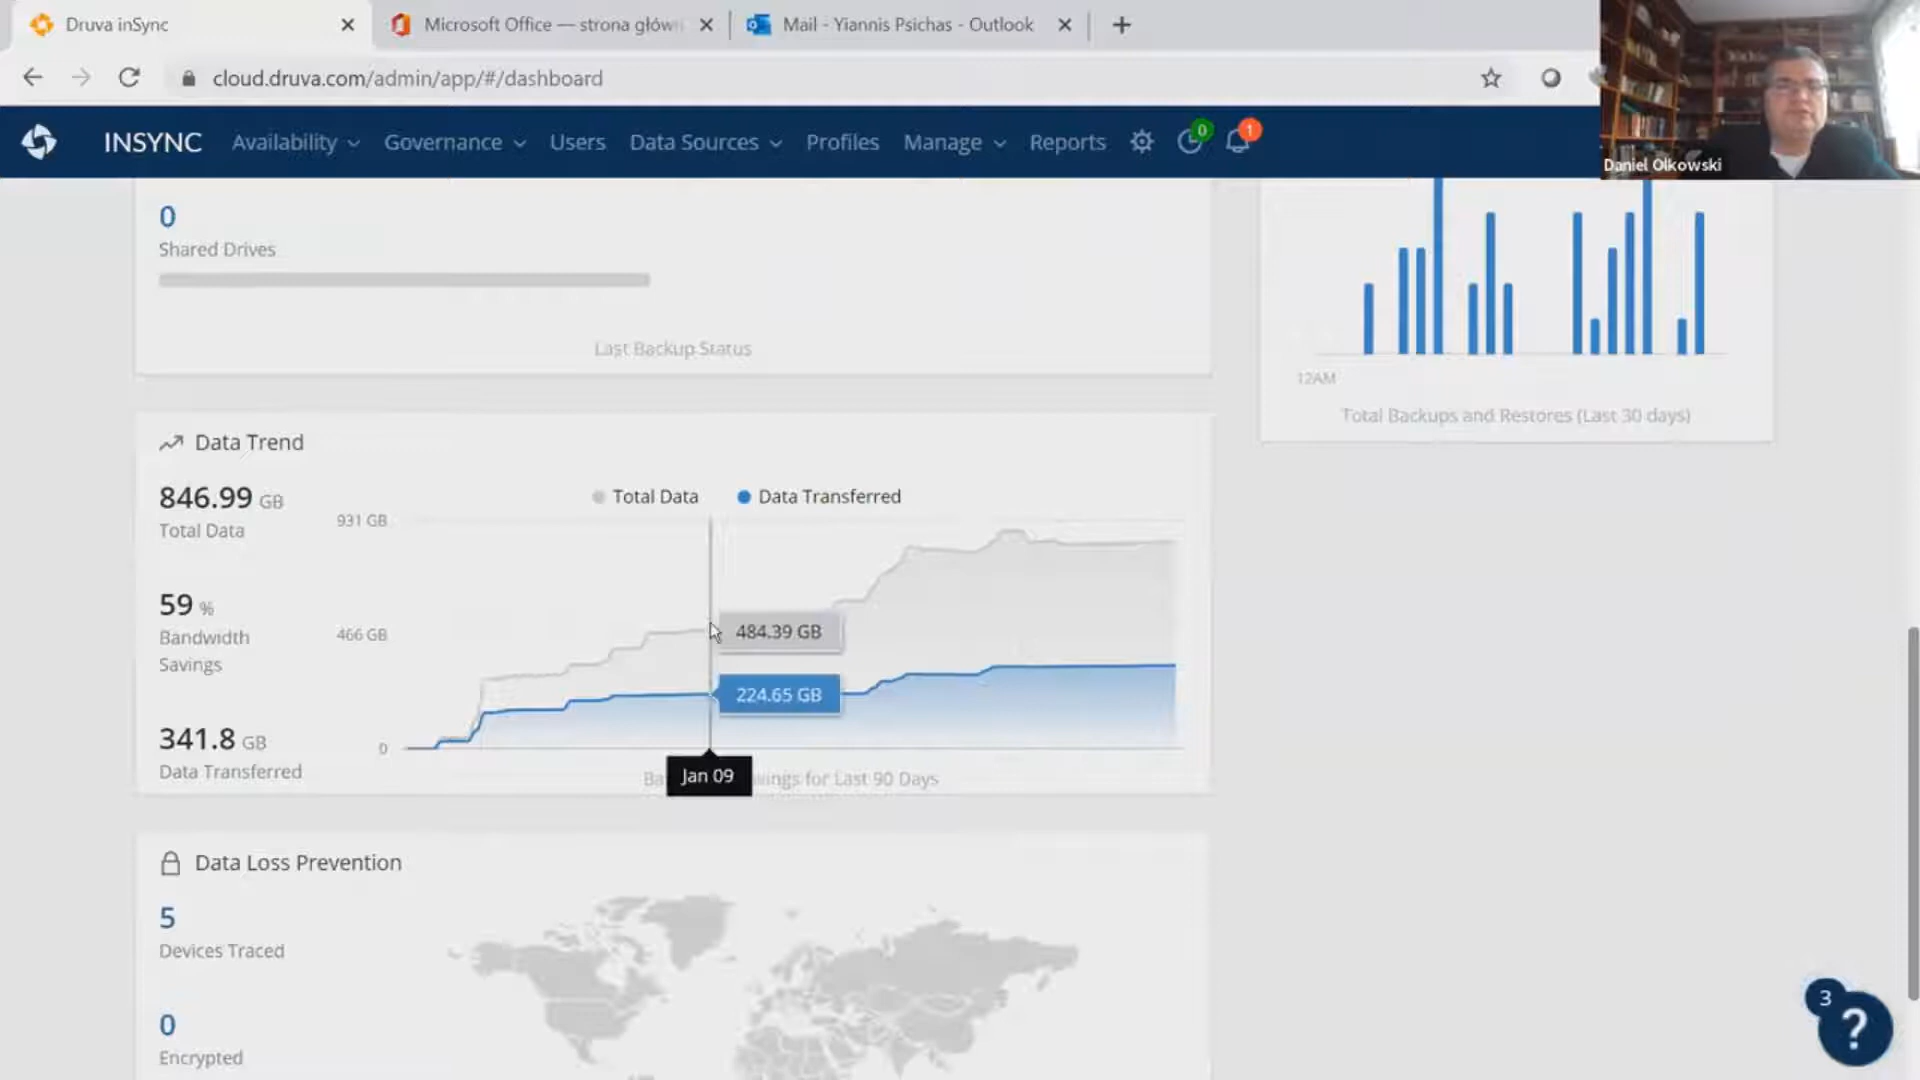 Druva inSync
Microsoft Office — strona główn
Mail - Yiannis Psichas - Outlook
cloud.druva.com/admin/app/#/dashboard
Daniel Olkowski
INSYNC
Availability
Governance
Users
Data Sources
Profiles
Manage
Reports
0
1
0
Shared Drives
Last Backup Status
12AM
Total Backups and Restores (Last 30 days)
Data Trend
846.99 GB
Total Data
59 %
Bandwidth
Savings
341.8 GB
Data Transferred
Total Data
Data Transferred
931 GB
466 GB
0
484.39 GB
224.65 GB
Jan 09
Ba ings for Last 90 Days
Data Loss Prevention
5
Devices Traced
0
Encrypted
3
?